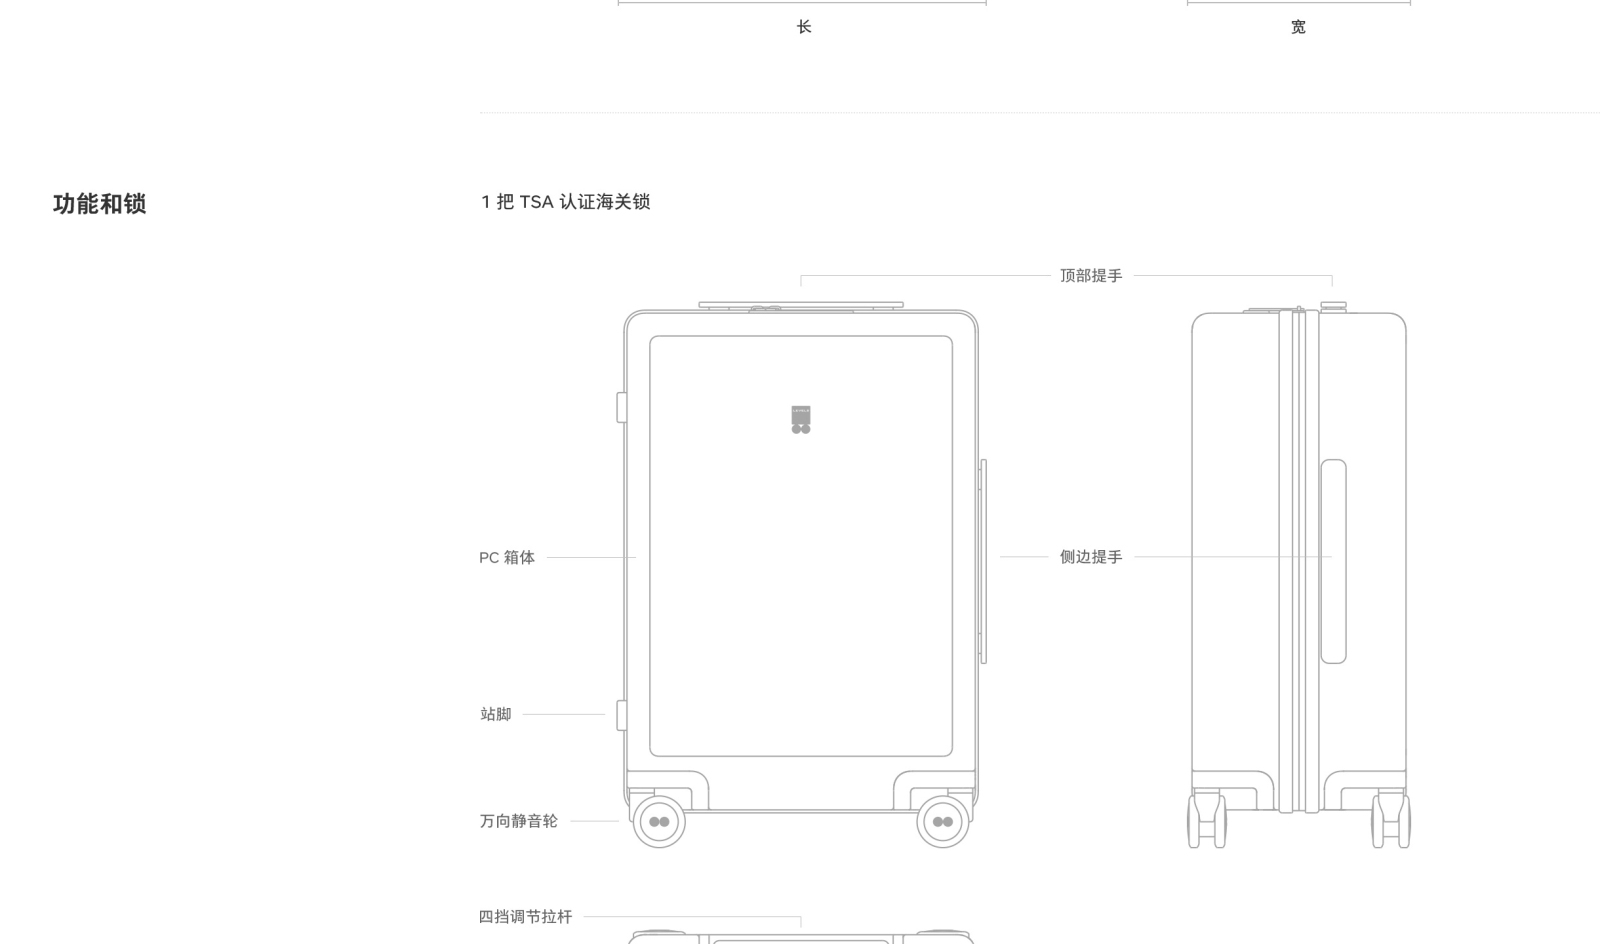 长
宽
功能和锁
1 把 TSA 认证海关锁
顶部提手
PC 箱体
侧边提手
站脚
万向静音轮
四挡调节拉杆